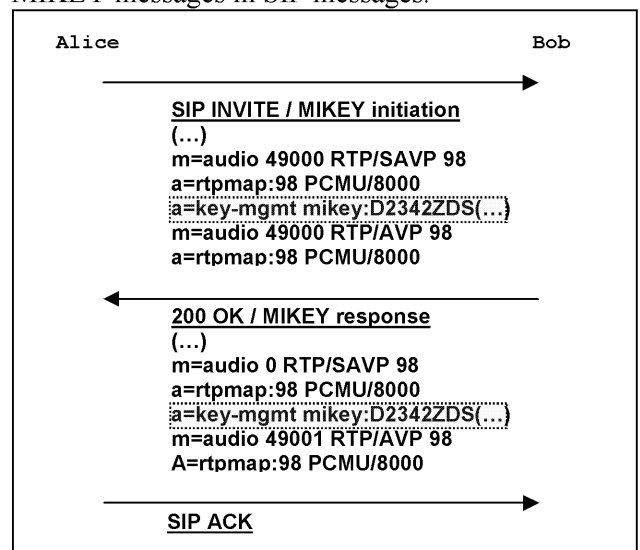 MIKEY messages in SIP messages.
Alice Bob
SIP INVITE / MIKEY initiation
(...)
m=audio 49000 RTP/SAVP 98
a=rtpmap:98 PCMU/8000
a=key-mgmt mikey:D2342ZDS(...)
m=audio 49000 RTP/AVP 98
a=rtpmap:98 PCMU/8000
200 OK / MIKEY response
(...)
m=audio 0 RTP/SAVP 98
a=rtpmap:98 PCMU/8000
a=key-mgmt mikey:D2342ZDS(...)
m=audio 49001 RTP/AVP 98
A=rtpmap:98 PCMU/8000
SIP ACK